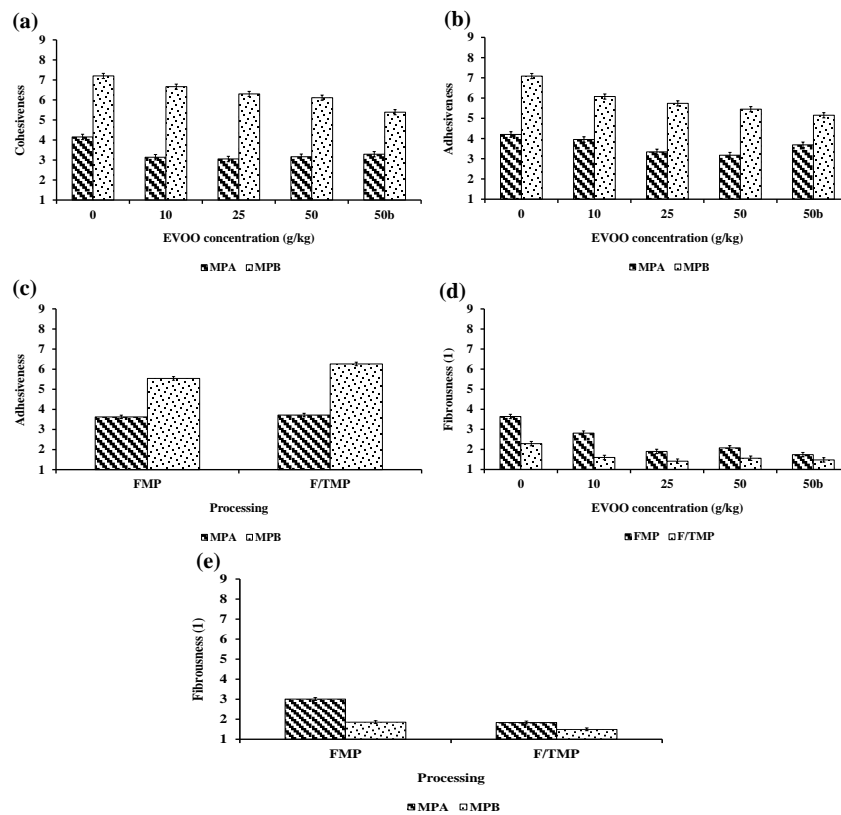 (a)
9
8
7
6
5
4
3
2
1
Cohesiveness
0 10 25 50 50b
EVOO concentration (g/kg)
MPA MPB
(b)
9
8
7
6
5
4
3
2
1
Adhesiveness
0 10 25 50 50b
EVOO concentration (g/kg)
MPA MPB
(c)
9
8
7
6
5
4
3
2
1
Adhesiveness
FMP F/TMP
Processing
MPA MPB
(d)
9
8
7
6
5
4
3
2
1
Fibrousness (1)
0 10 25 50 50b
EVOO concentration (g/kg)
FMP F/TMP
(e)
9
8
7
6
5
4
3
2
1
Fibrousness (1)
FMP F/TMP
Processing
MPA MPB